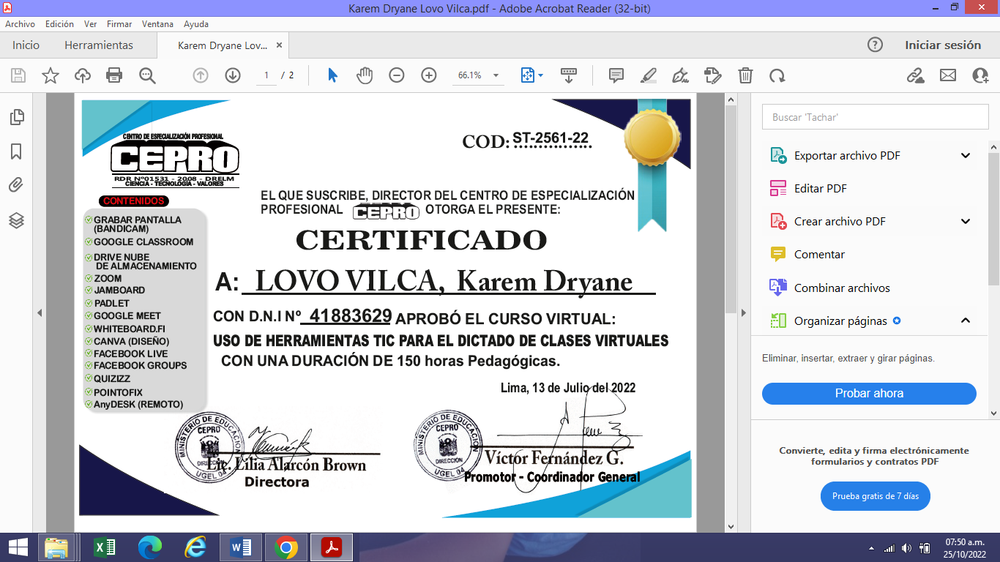 Karem Dryane Lovo Vilca.pdf - Adobe Acrobat Reader (32-bit)
Archivo Edición Ver Firmar Ventana Ayuda
Inicio Herramientas Karem Dryane Lov... Iniciar sesión
1 / 2 66.1%
CENTRO DE ESPECIALIZACIÓN PROFESIONAL
CEPRO
RDR Nº01531 - 2008 - DRELM
CIENCIA - TECNOLOGÍA - VALORES
COD: ST-2561-22
CONTENIDOS
GRABAR PANTALLA
(BANDICAM)
GOOGLE CLASSROOM
DRIVE NUBE
DE ALMACENAMIENTO
ZOOM
JAMBOARD
PADLET
GOOGLE MEET
WHITEBOARD.FI
CANVA (DISEÑO)
FACEBOOK LIVE
FACEBOOK GROUPS
QUIZIZZ
POINTOFIX
AnyDESK (REMOTO)
EL QUE SUSCRIBE, DIRECTOR DEL CENTRO DE ESPECIALIZACIÓN
PROFESIONAL CEPRO OTORGA EL PRESENTE:
CERTIFICADO
A: LOVO VILCA, Karem Dryane
CON D.N.I Nº 41883629 APROBÓ EL CURSO VIRTUAL:
USO DE HERRAMIENTAS TIC PARA EL DICTADO DE CLASES VIRTUALES
CON UNA DURACIÓN DE 150 horas Pedagógicas.
Lima, 13 de Julio del 2022
MINISTERIO DE EDUCACION
CEPRO
DIRECCIÓN
UGEL 04
Lic. Lilia Alarcón Brown
Directora
MINISTERIO DE EDUCACION
CEPRO
DIRECCIÓN
UGEL 04
Víctor Fernández G.
Promotor - Coordinador General
Buscar 'Tachar'
Exportar archivo PDF
Editar PDF
Crear archivo PDF
Comentar
Combinar archivos
Organizar páginas
Eliminar, insertar, extraer y girar páginas.
Probar ahora
Convierte, edita y firma electrónicamente
formularios y contratos PDF
Prueba gratis de 7 días
07:50 a.m.
25/10/2022